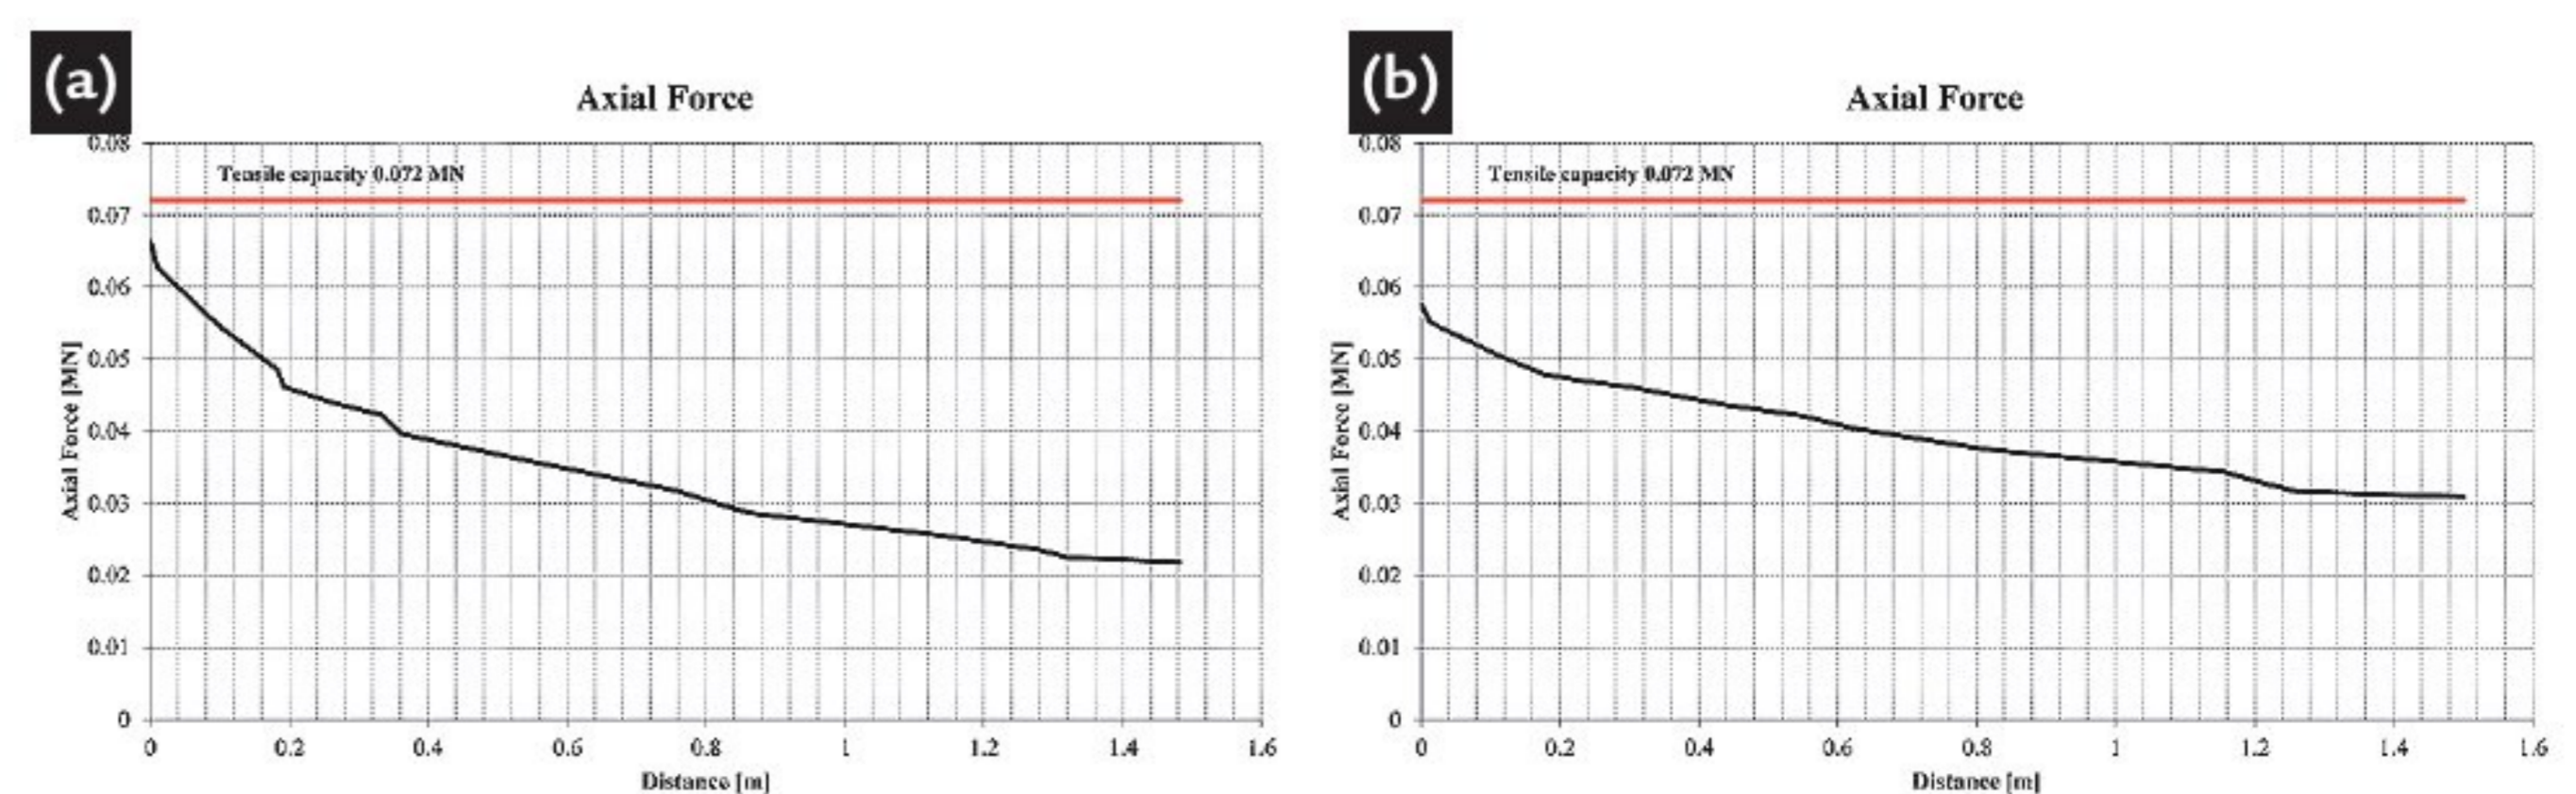 (a)
Axial Force
0.08
Tensile capacity 0.072 MN
0.07
0.06
0.05
0.04
0.03
0.02
0.01
0
Axial Force [MN]
0 0.2 0.4 0.6 0.8 1 1.2 1.4 1.6
Distance [m]
(b)
Axial Force
0.08
Tensile capacity 0.072 MN
0.07
0.06
0.05
0.04
0.03
0.02
0.01
0
Axial Force [MN]
0 0.2 0.4 0.6 0.8 1 1.2 1.4 1.6
Distance [m]